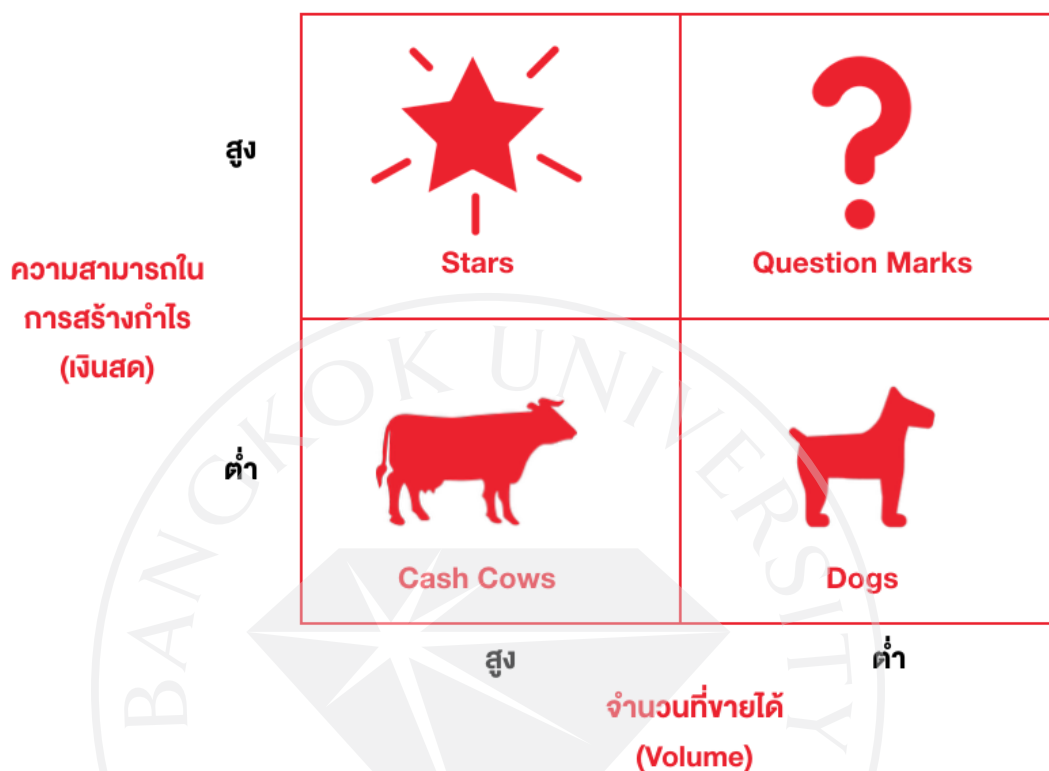 สูง
Stars
Question Marks
ความสามารถใน
การสร้างกำไร
(เงินสด)
ต่ำ
Cash Cows
Dogs
สูง
ต่ำ
จำนวนที่ขายได้
(Volume)
BANGKOK UNIVERSITY